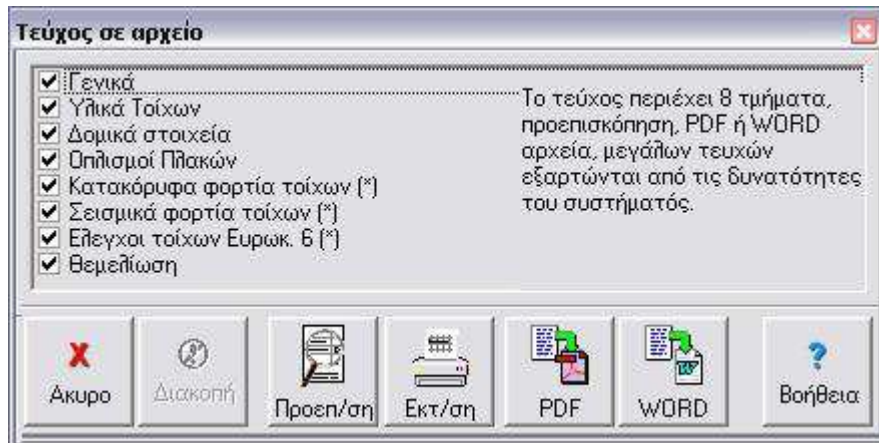 Τεύχος σε αρχείο
Γενικά
Υλικά Τοίχων
Δομικά στοιχεία
Οπλισμοί Πλακών
Κατακόρυφα φορτία τοίχων (*)
Σεισμικά φορτία τοίχων (*)
Ελεγχοι τοίχων Ευρωκ. 6 (*)
Θεμελίωση
Το τεύχος περιέχει 8 τμήματα,
προεπισκόπηση, PDF ή WORD
αρχεία, μεγάλων τευχών
εξαρτώνται από τις δυνατότητες
του συστήματός.
Ακυρο
Διακοπή
Προεπ/ση
Εκτ/ση
PDF
WORD
Βοήθεια